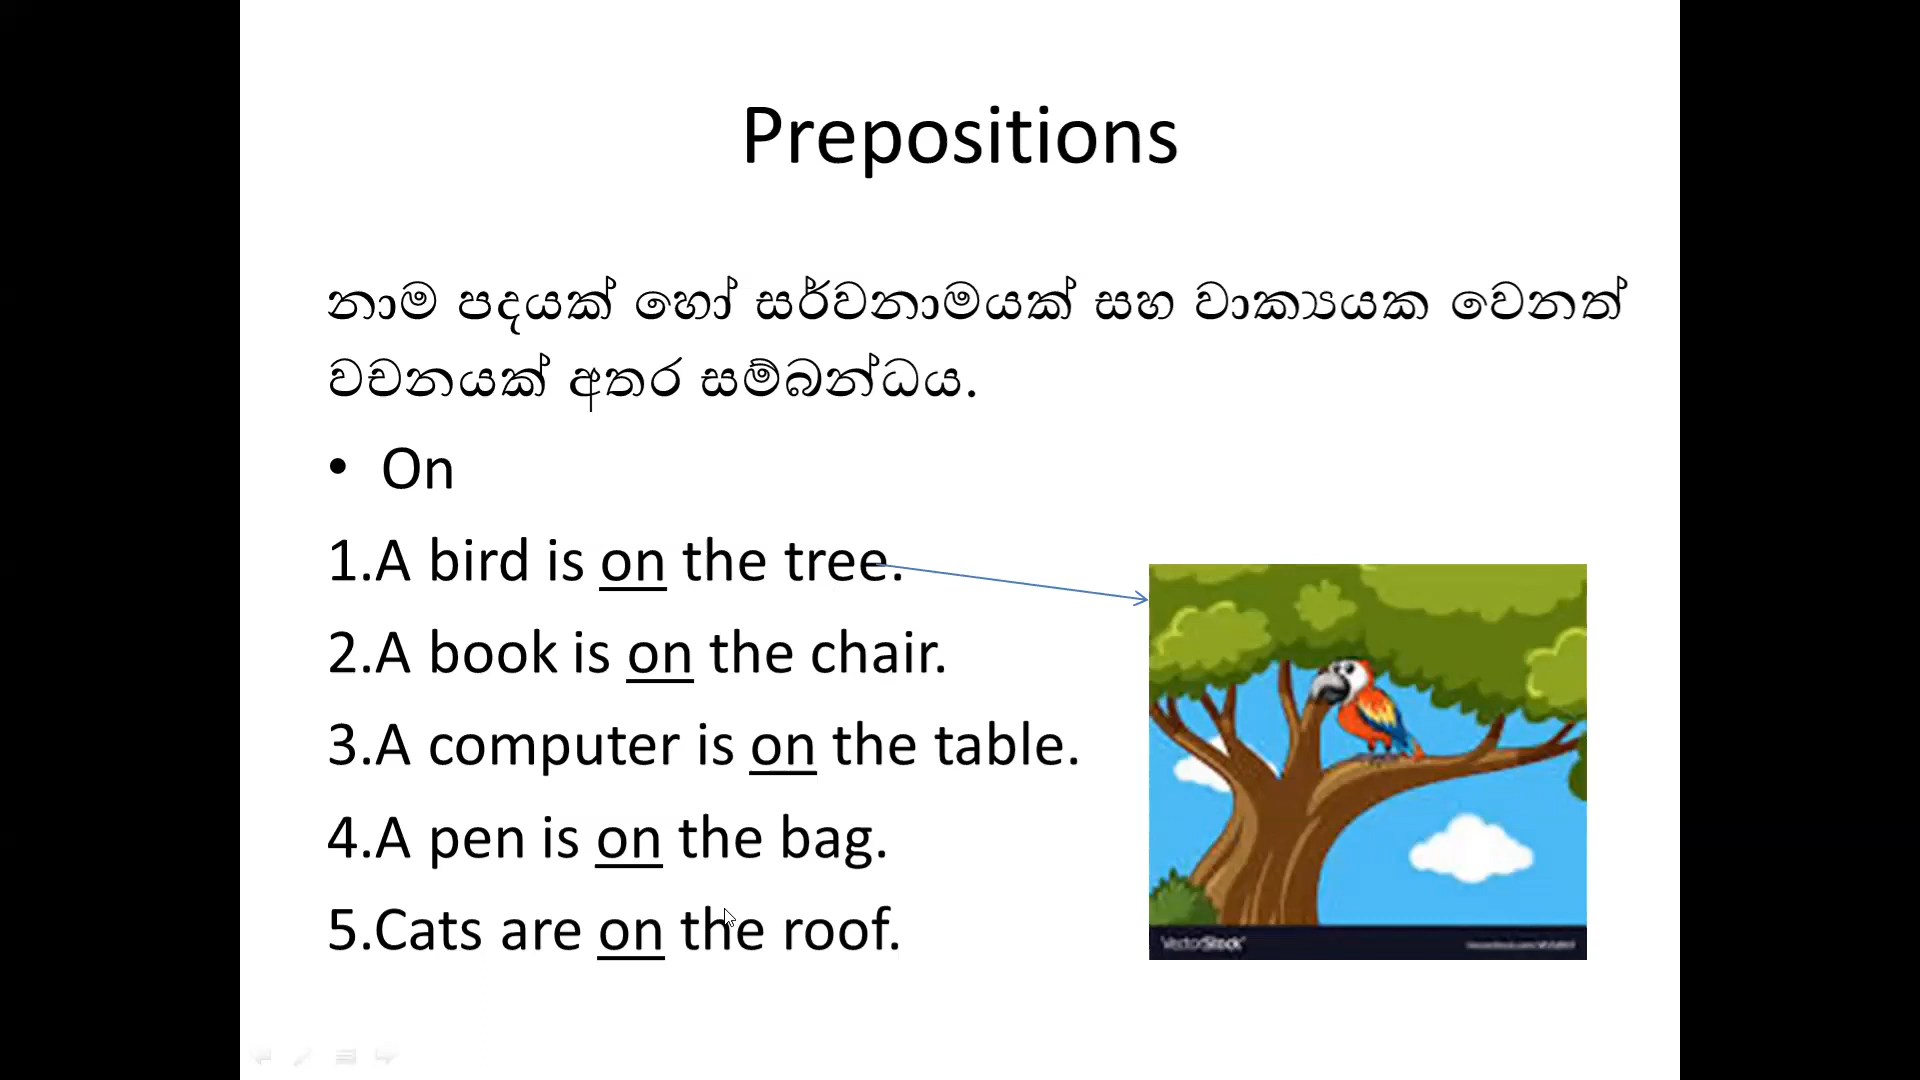 Prepositions
නාම පදයක් හෝ සර්වනාමයක් සහ වාක්‍යයක වෙනත්
වචනයක් අතර සම්බන්ධය.
• On
1.A bird is on the tree.
2.A book is on the chair.
3.A computer is on the table.
4.A pen is on the bag.
5.Cats are on the roof.
VectorStock